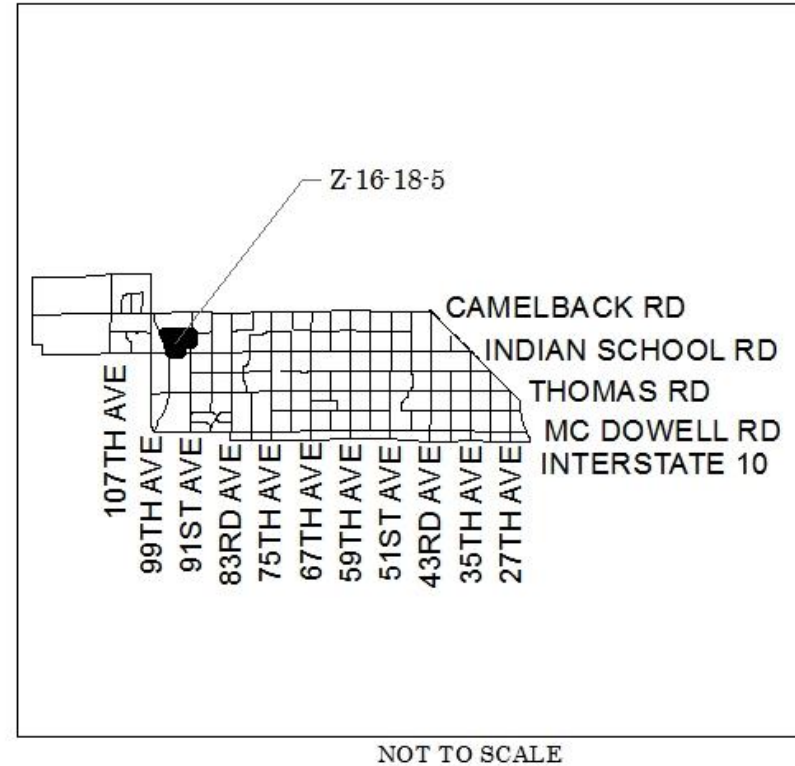 Z-16-18-5
CAMELBACK RD
INDIAN SCHOOL RD
THOMAS RD
MC DOWELL RD
INTERSTATE 10
107TH AVE
99TH AVE
91ST AVE
83RD AVE
75TH AVE
67TH AVE
59TH AVE
51ST AVE
43RD AVE
35TH AVE
27TH AVE
NOT TO SCALE